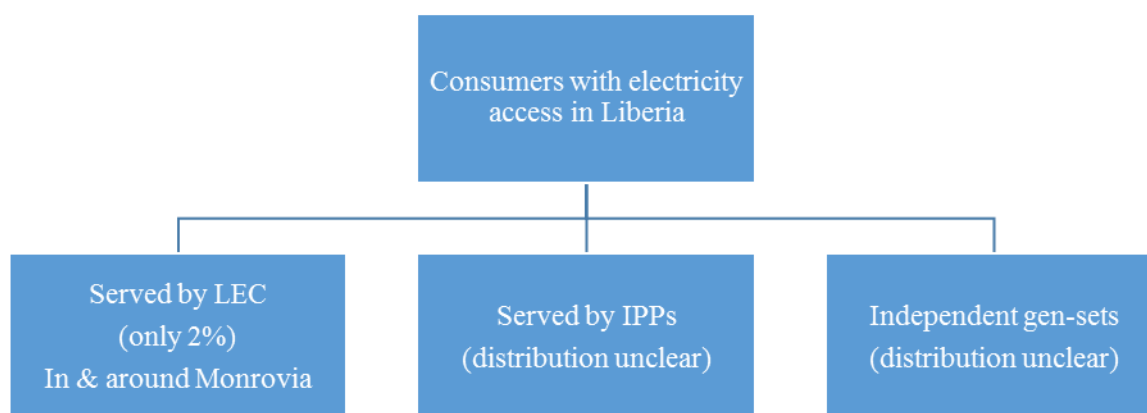 Consumers with electricity
access in Liberia
Served by LEC
(only 2%)
In & around Monrovia
Served by IPPs
(distribution unclear)
Independent gen-sets
(distribution unclear)